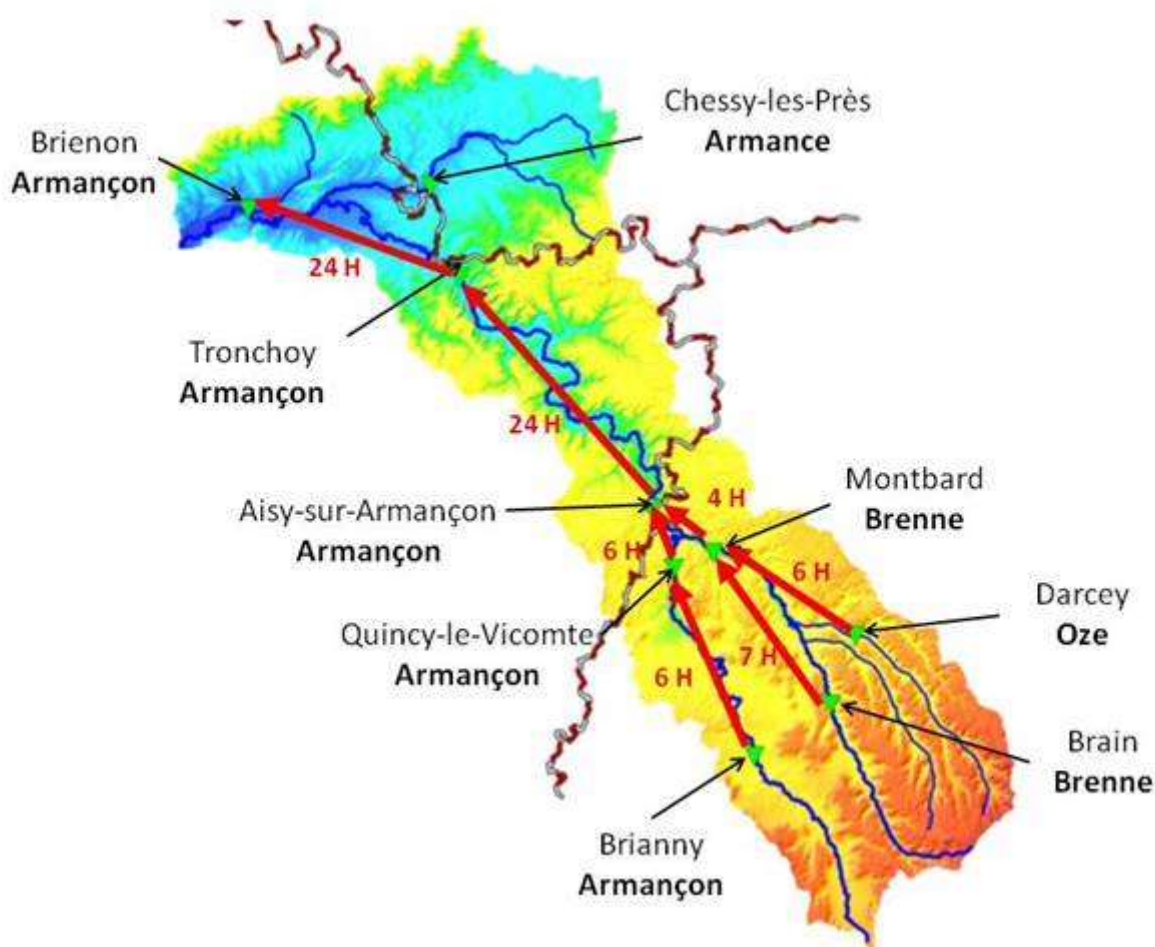 Chessy-les-Près
Armance
Brienon
Armançon
24 H
Tronchoy
Armançon
24 H
Montbard
Brenne
4 H
Aisy-sur-Armançon
Armançon
6 H
6 H
Darcey
Oze
Quincy-le-Vicomte
Armançon
7 H
6 H
Brain
Brenne
Brianny
Armançon